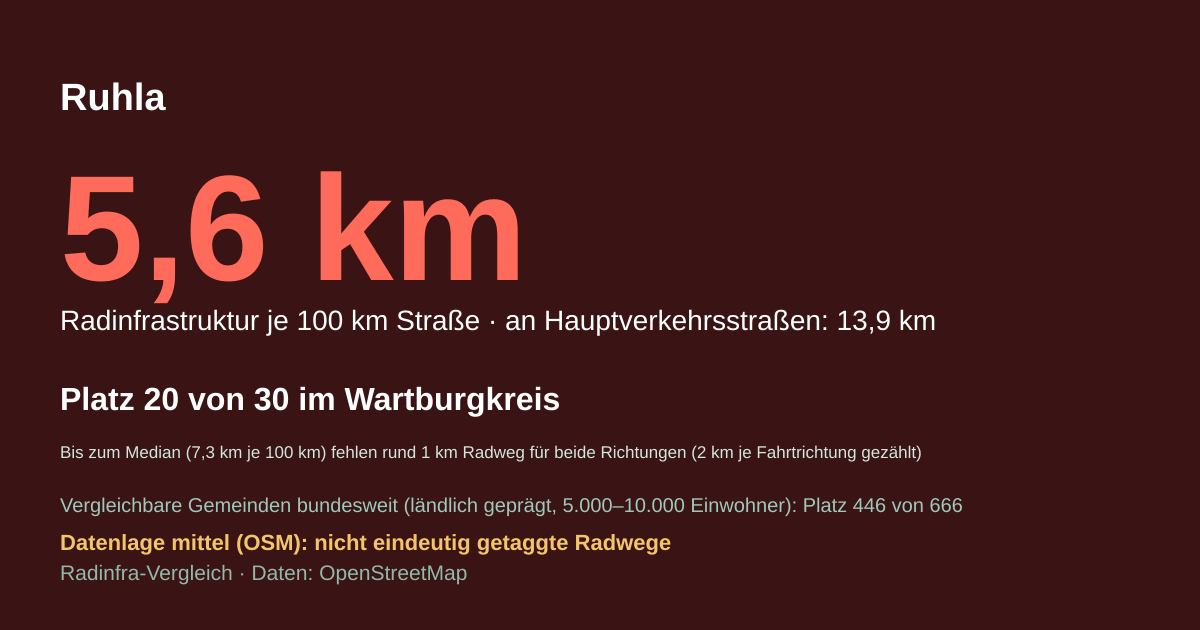 Ruhla
5,6 km
Radinfrastruktur je 100 km Straße · an Hauptverkehrsstraßen: 13,9 km
Platz 20 von 30 im Wartburgkreis
Bis zum Median (7,3 km je 100 km) fehlen rund 1 km Radweg für beide Richtungen (2 km je Fahrtrichtung gezählt)
Vergleichbare Gemeinden bundesweit (ländlich geprägt, 5.000–10.000 Einwohner): Platz 446 von 666
Datenlage mittel (OSM): nicht eindeutig getaggte Radwege
Radinfra-Vergleich · Daten: OpenStreetMap